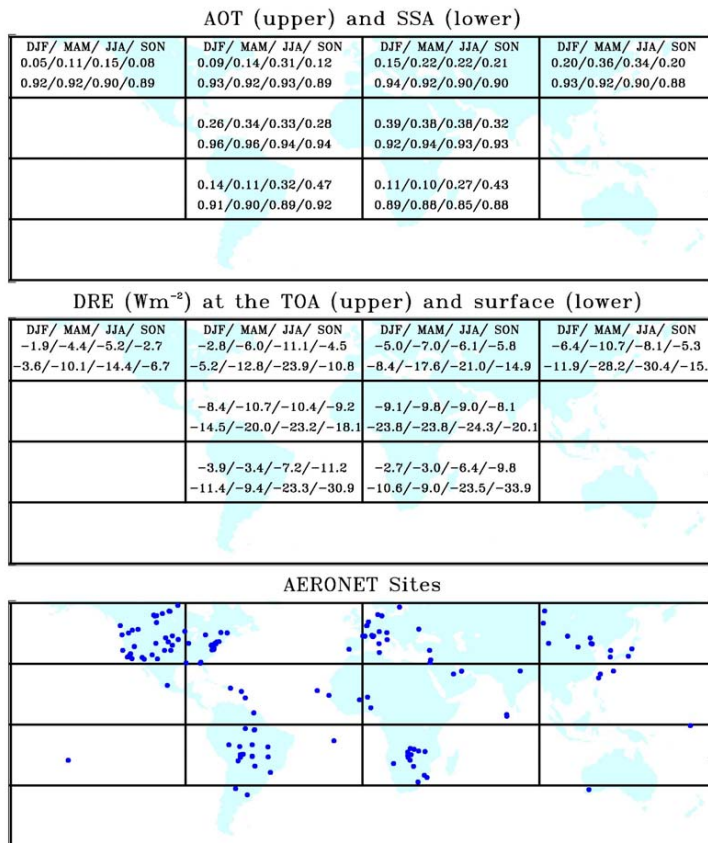 AOT (upper) and SSA (lower)
DJF/ MAM/ JJA/ SON DJF/ MAM/ JJA/ SON DJF/ MAM/ JJA/ SON DJF/ MAM/ JJA/ SON
0.05/0.11/0.15/0.08 0.09/0.14/0.31/0.12 0.15/0.22/0.22/0.21 0.20/0.36/0.34/0.20
0.92/0.92/0.90/0.89 0.93/0.92/0.93/0.89 0.94/0.92/0.90/0.90 0.93/0.92/0.90/0.88
0.26/0.34/0.33/0.28 0.39/0.38/0.38/0.32
0.96/0.96/0.94/0.94 0.92/0.94/0.93/0.93
0.14/0.11/0.32/0.47 0.11/0.10/0.27/0.43
0.91/0.90/0.89/0.92 0.89/0.88/0.85/0.88
DRE (Wm⁻²) at the TOA (upper) and surface (lower)
DJF/ MAM/ JJA/ SON DJF/ MAM/ JJA/ SON DJF/ MAM/ JJA/ SON DJF/ MAM/ JJA/ SON
-1.9/-4.4/-5.2/-2.7 -2.8/-6.0/-11.1/-4.5 -5.0/-7.0/-6.1/-5.8 -6.4/-10.7/-8.1/-5.3
-3.6/-10.1/-14.4/-6.7 -5.2/-12.8/-23.9/-10.8 -8.4/-17.6/-21.0/-14.9 -11.9/-28.2/-30.4/-15.
-8.4/-10.7/-10.4/-9.2 -9.1/-9.8/-9.0/-8.1
-14.5/-20.0/-23.2/-18.1 -23.8/-23.8/-24.3/-20.1
-3.9/-3.4/-7.2/-11.2 -2.7/-3.0/-6.4/-9.8
-11.4/-9.4/-23.3/-30.9 -10.6/-9.0/-23.5/-33.9
AERONET Sites